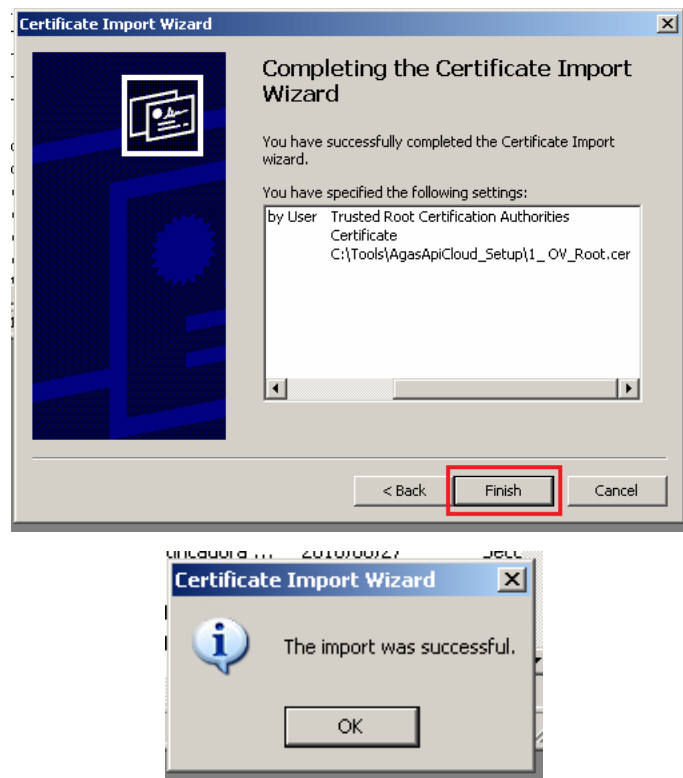 Certificate Import Wizard
Completing the Certificate Import
Wizard
You have successfully completed the Certificate Import
wizard.
You have specified the following settings:
by User Trusted Root Certification Authorities
Certificate
C:\Tools\AgasApiCloud_Setup\1_ OV_Root.cer
< Back Finish Cancel
Certificate Import Wizard
The import was successful.
OK